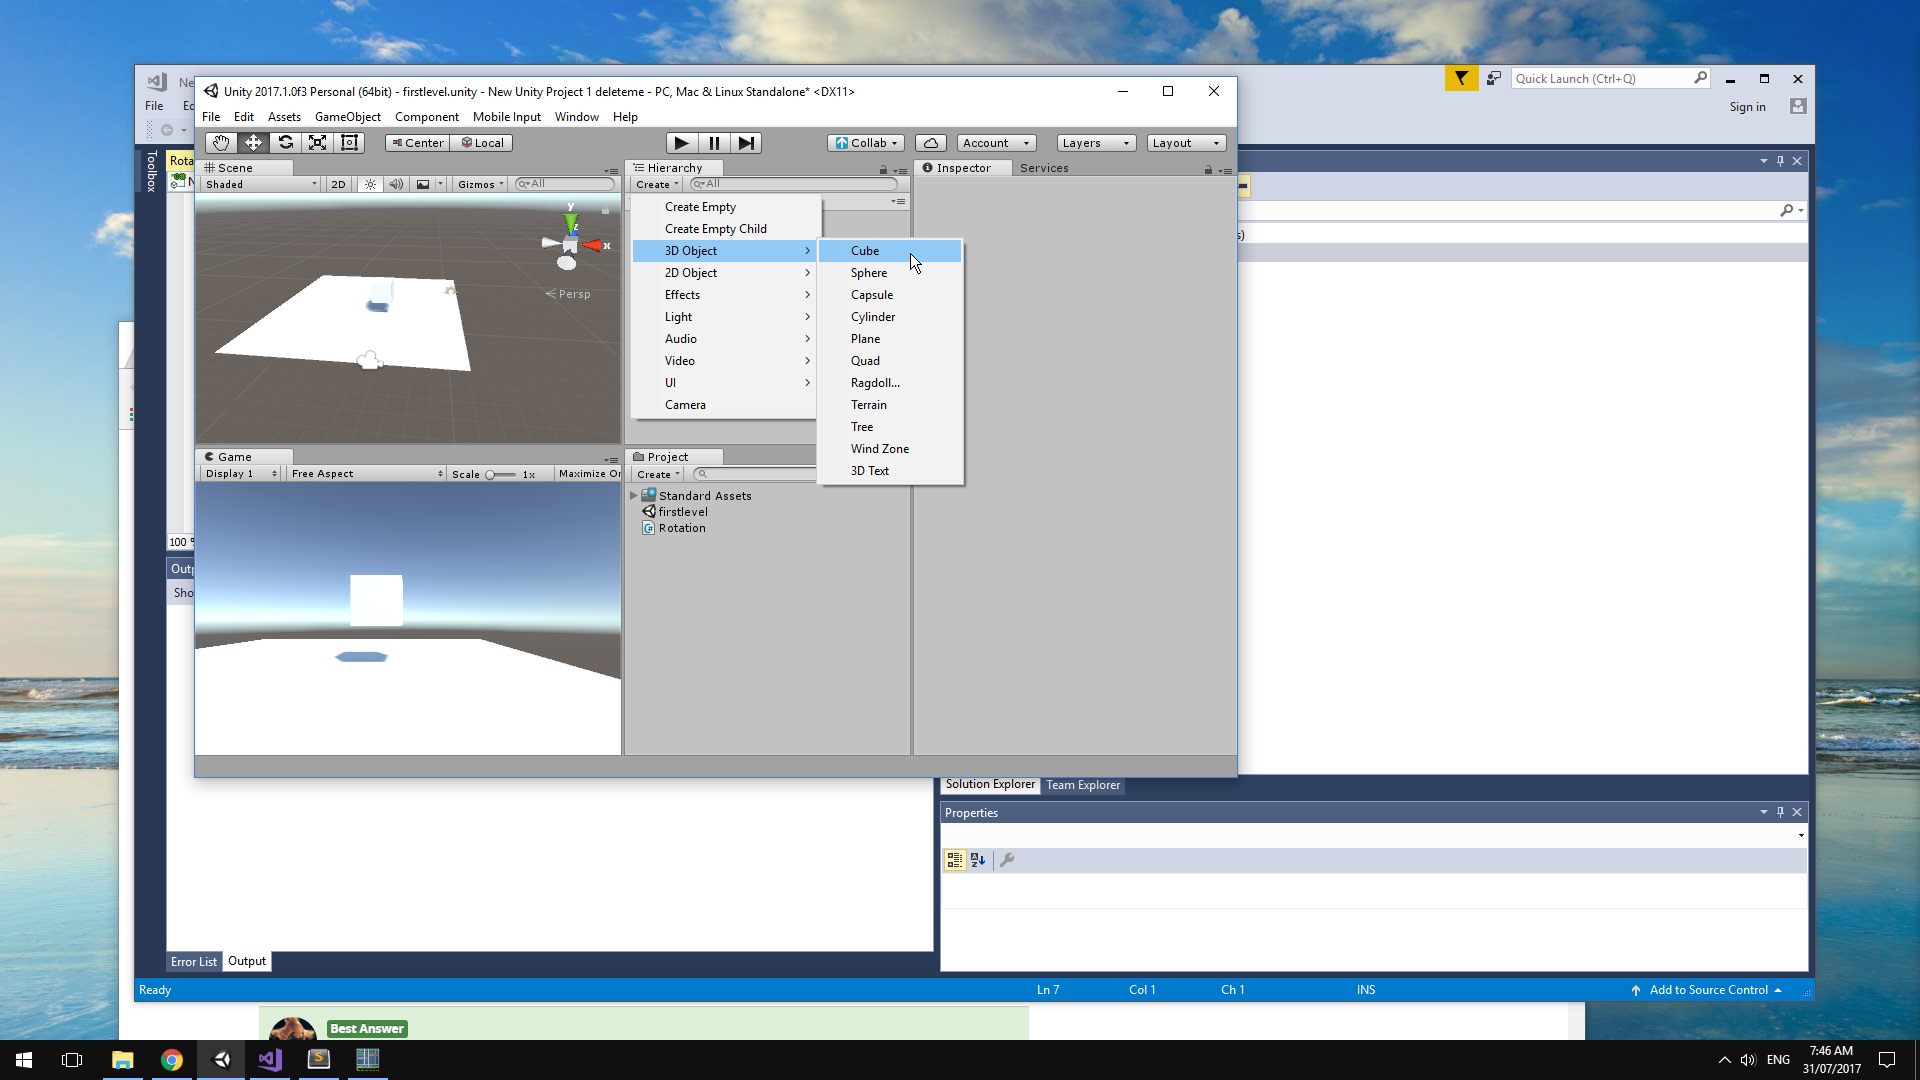 Ne
Quick Launch (Ctrl+Q)
File
Ed
Sign in
Unity 2017.1.0f3 Personal (64bit) - firstlevel.unity - New Unity Project 1 deleteme - PC, Mac & Linux Standalone* <DX11>
File Edit Assets GameObject Component Mobile Input Window Help
Center Local
Collab Account Layers Layout
Toolbox
Rota
N
Scene
Shaded 2D Gizmos All
y
z
x
Persp
Hierarchy
Create All
Create Empty
Create Empty Child
3D Object
2D Object
Effects
Light
Audio
Video
UI
Camera
Cube
Sphere
Capsule
Cylinder
Plane
Quad
Ragdoll...
Terrain
Tree
Wind Zone
3D Text
Inspector Services
s)
Game
Display 1 Free Aspect Scale 1x Maximize On
Project
Create
Standard Assets
firstlevel
Rotation
100 %
Outp
Sho
Solution Explorer Team Explorer
Properties
Error List Output
Ready Ln 7 Col 1 Ch 1 INS Add to Source Control
Best Answer
ENG
7:46 AM
31/07/2017